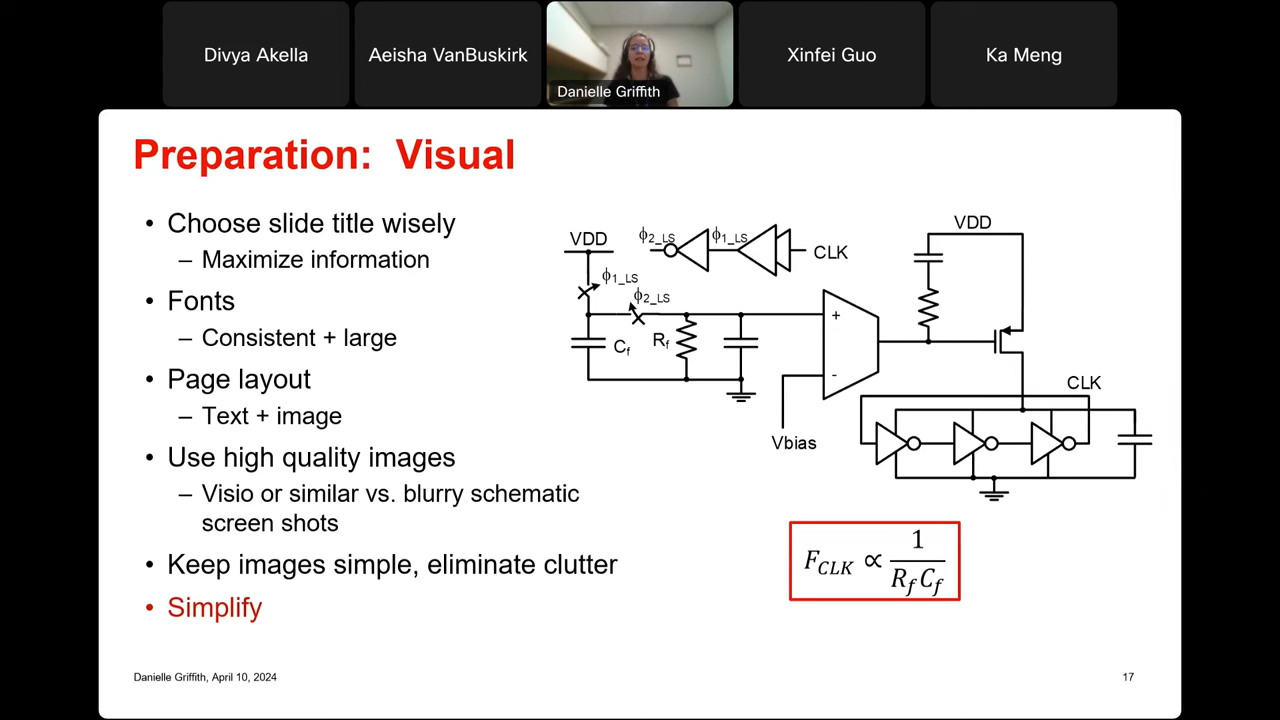 Divya Akella
Aeisha VanBuskirk
Danielle Griffith
Xinfei Guo
Ka Meng
Preparation: Visual
• Choose slide title wisely
– Maximize information
• Fonts
– Consistent + large
• Page layout
– Text + image
• Use high quality images
– Visio or similar vs. blurry schematic
screen shots
• Keep images simple, eliminate clutter
• Simplify
VDD
ϕ2_LS
ϕ1_LS
CLK
ϕ1_LS
ϕ2_LS
Cf
Rf
+
-
Vbias
VDD
CLK
F_CLK ∝ 1 / (R_f C_f)
Danielle Griffith, April 10, 2024
17